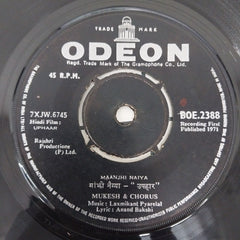 TRADE MARK
ODEON
Regd. Trade Mark of The Gramophone Co., Ltd.
45 R.P.M.
7XJW.6745
Hindi Film:
UPHAAR
Rajshri
Productions
(P) Ltd.
BOE.2388
Recording First
Published 1971
MAANJHI NAIYA
मांझी नैय्या - "उपहार"
MUKESH & CHORUS
Music : Laxmikant Pyarelal
Lyric : Anand Bakshi